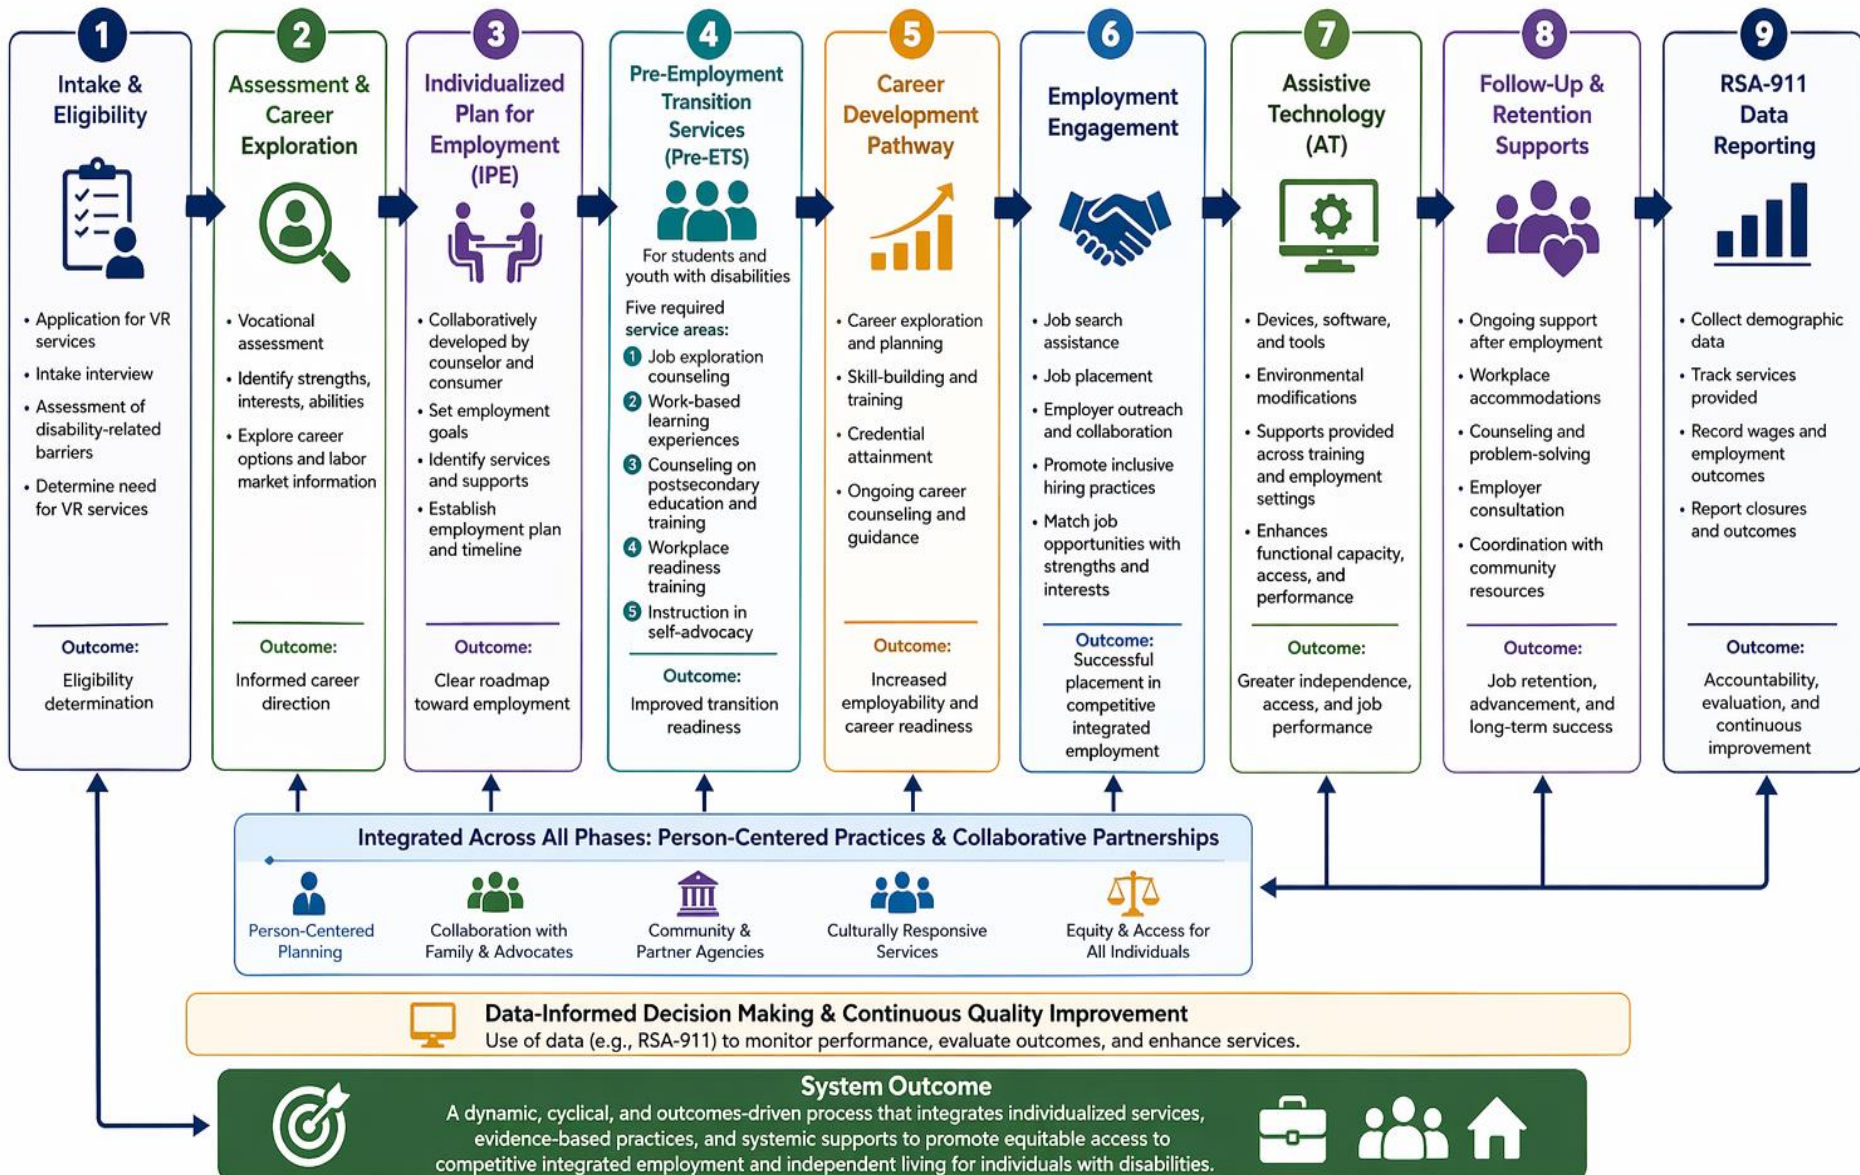 1
Intake &
Eligibility
• Application for VR
services
• Intake interview
• Assessment of
disability-related
barriers
• Determine need
for VR services
Outcome:
Eligibility
determination
2
Assessment &
Career
Exploration
• Vocational
assessment
• Identify strengths,
interests, abilities
• Explore career
options and labor
market information
Outcome:
Informed career
direction
3
Individualized
Plan for
Employment
(IPE)
• Collaboratively
developed by
counselor and
consumer
• Set employment
goals
• Identify services
and supports
• Establish
employment plan
and timeline
Outcome:
Clear roadmap
toward employment
4
Pre-Employment
Transition
Services
(Pre-ETS)
For students and
youth with disabilities
Five required
service areas:
1 Job exploration
counseling
2 Work-based
learning
experiences
3 Counseling on
postsecondary
education and
training
4 Workplace
readiness
training
5 Instruction in
self-advocacy
Outcome:
Improved transition
readiness
5
Career
Development
Pathway
• Career exploration
and planning
• Skill-building and
training
• Credential
attainment
• Ongoing career
counseling and
guidance
Outcome:
Increased
employability and
career readiness
6
Employment
Engagement
• Job search
assistance
• Job placement
• Employer outreach
and collaboration
• Promote inclusive
hiring practices
• Match job
opportunities with
strengths and
interests
Outcome:
Successful
placement in
competitive
integrated
employment
7
Assistive
Technology
(AT)
• Devices, software,
and tools
• Environmental
modifications
• Supports provided
across training
and employment
settings
• Enhances
functional capacity,
access, and
performance
Outcome:
Greater independence,
access, and job
performance
8
Follow-Up &
Retention
Supports
• Ongoing support
after employment
• Workplace
accommodations
• Counseling and
problem-solving
• Employer
consultation
• Coordination with
community
resources
Outcome:
Job retention,
advancement, and
long-term success
9
RSA-911
Data
Reporting
• Collect demographic
data
• Track services
provided
• Record wages and
employment
outcomes
• Report closures
and outcomes
Outcome:
Accountability,
evaluation, and
continuous
improvement
Integrated Across All Phases: Person-Centered Practices & Collaborative Partnerships
Person-Centered
Planning
Collaboration with
Family & Advocates
Community &
Partner Agencies
Culturally Responsive
Services
Equity & Access for
All Individuals
Data-Informed Decision Making & Continuous Quality Improvement
Use of data (e.g., RSA-911) to monitor performance, evaluate outcomes, and enhance services.
System Outcome
A dynamic, cyclical, and outcomes-driven process that integrates individualized services,
evidence-based practices, and systemic supports to promote equitable access to
competitive integrated employment and independent living for individuals with disabilities.